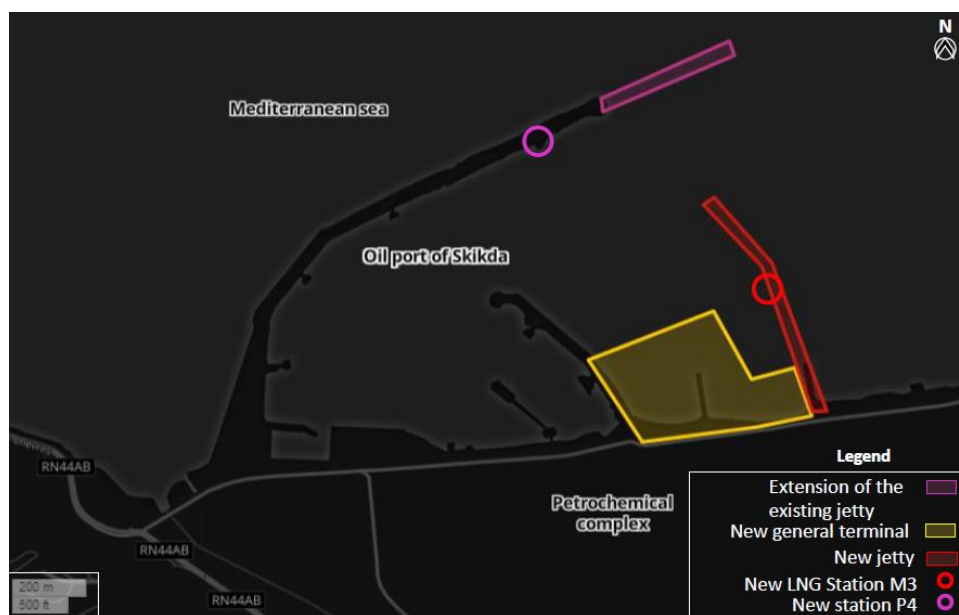 N
Mediterranean sea
Oil port of Skikda
RN44AB
Petrochemical
complex
RN44AB
RN44AB
200 m
500 ft
Legend
Extension of the
existing jetty
New general terminal
New jetty
New LNG Station M3
New station P4